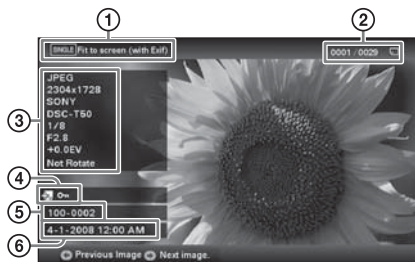 ①
②
SINGLE Fit to screen (with Exif)
0001/0029
③
JPEG
2304x1728
SONY
DSC-T50
1/8
F2.8
+0.0EV
Not Rotate
④
⑤
100-0002
⑥
4-1-2008 12:00 AM
Previous Image Next image.